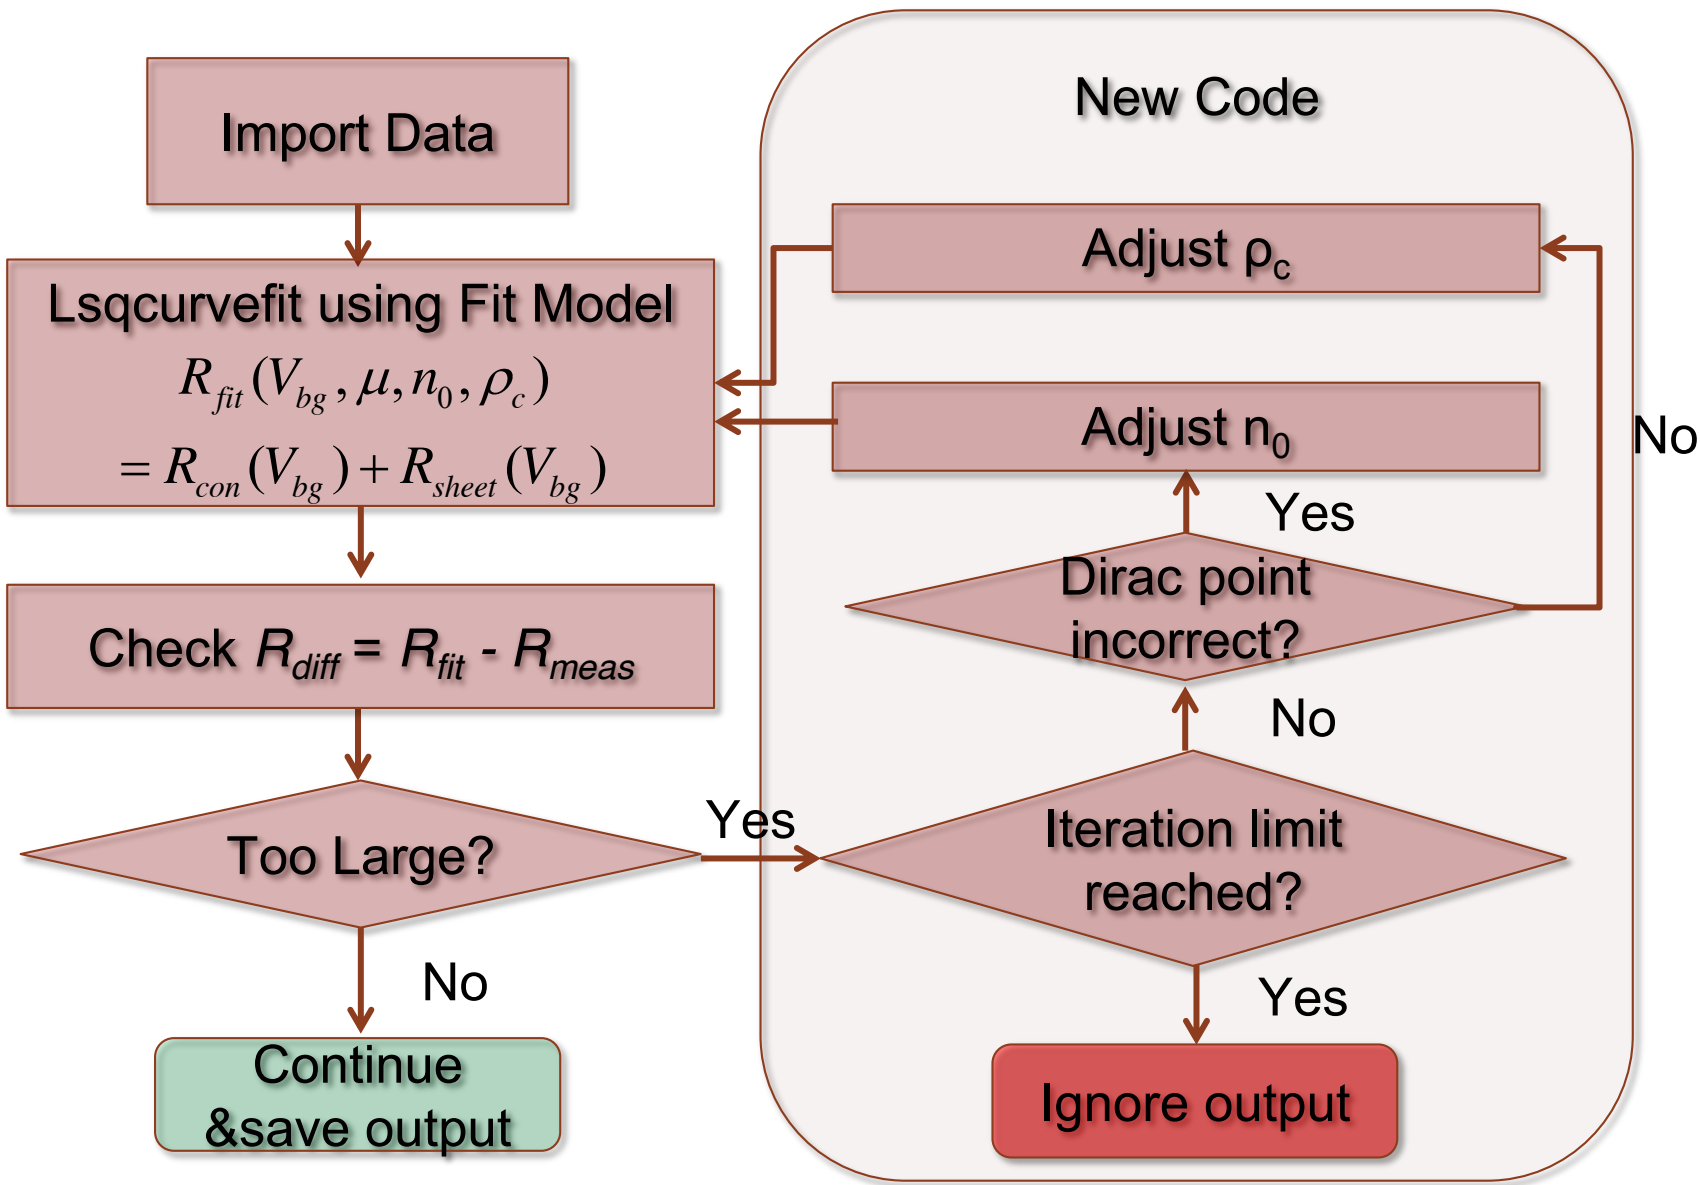 Import Data
Lsqcurvefit using Fit Model
R_fit(V_bg, μ, n_0, ρ_c)
= R_con(V_bg) + R_sheet(V_bg)
Check R_diff = R_fit - R_meas
Too Large?
Yes
No
Continue
&save output
New Code
Adjust ρ_c
Adjust n_0
No
Yes
Dirac point
incorrect?
No
Iteration limit
reached?
Yes
Ignore output